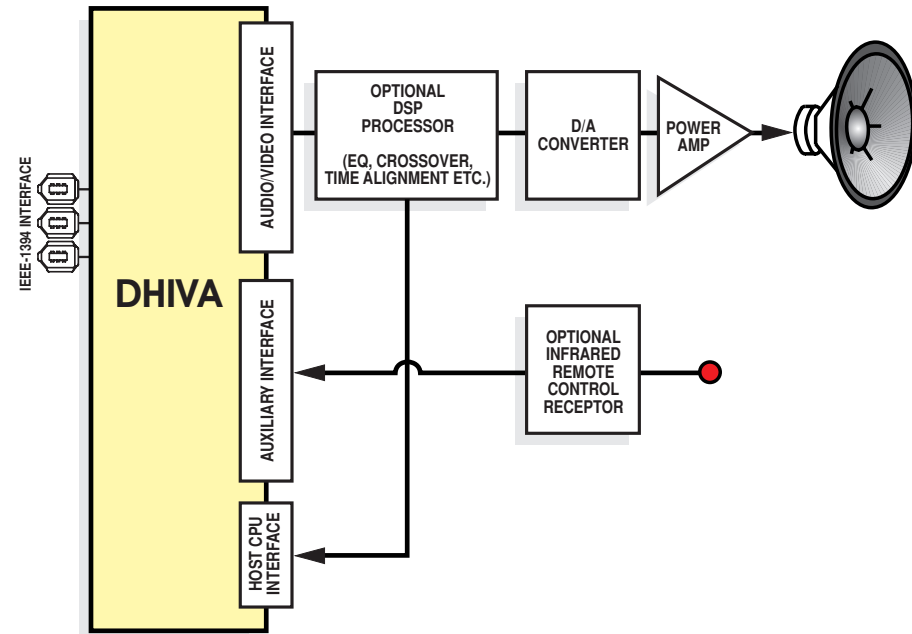 IEEE-1394 INTERFACE
DHIVA
AUDIO/VIDEO INTERFACE
OPTIONAL
DSP
PROCESSOR
(EQ, CROSSOVER,
TIME ALIGNMENT ETC.)
D/A
CONVERTER
POWER
AMP
AUXILIARY INTERFACE
OPTIONAL
INFRARED
REMOTE
CONTROL
RECEPTOR
HOST CPU
INTERFACE